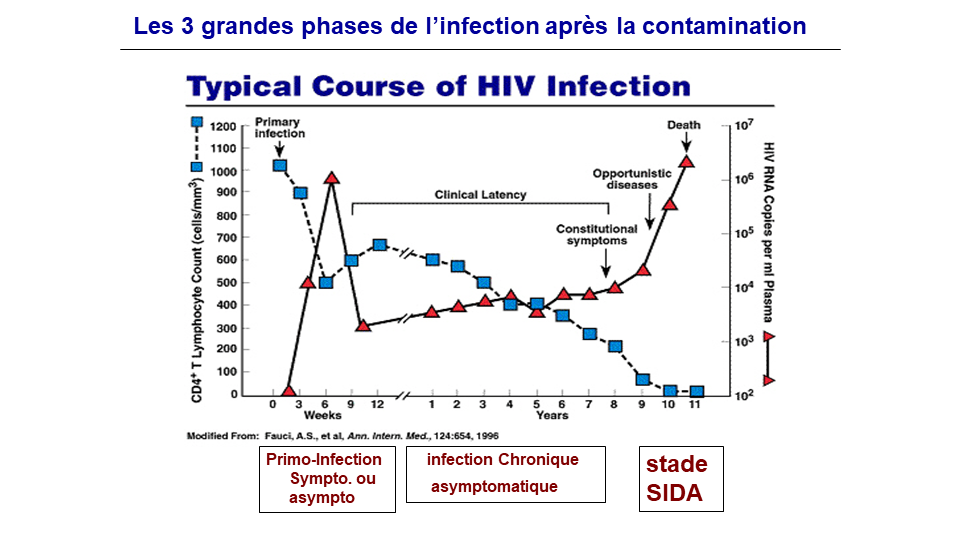 Les 3 grandes phases de l’infection après la contamination
Typical Course of HIV Infection
CD4+ T Lymphocyte Count (cells/mm3)
1200
1100
1000
900
800
700
600
500
400
300
200
100
0
Primary
infection
Clinical Latency
Constitutional
symptoms
Opportunistic
diseases
Death
10^7
10^6
10^5
10^4
10^3
10^2
HIV RNA Copies per ml Plasma
0 3 6 9 12 1 2 3 4 5 6 7 8 9 10 11
Weeks Years
Modified From: Fauci, A.S., et al, Ann. Intern. Med., 124:654, 1996
Primo-Infection
Sympto. ou
asympto
infection Chronique
asymptomatique
stade
SIDA